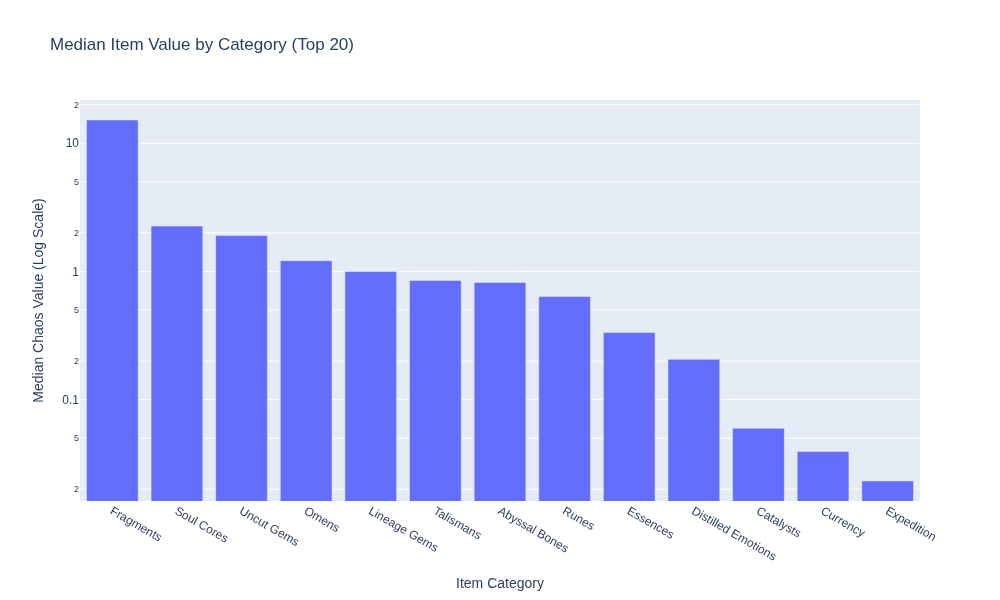 Median Item Value by Category (Top 20)
Median Chaos Value (Log Scale)
2
10
5
2
1
5
2
0.1
5
2
Fragments
Soul Cores
Uncut Gems
Omens
Lineage Gems
Talismans
Abyssal Bones
Runes
Essences
Distilled Emotions
Catalysts
Currency
Expedition
Item Category